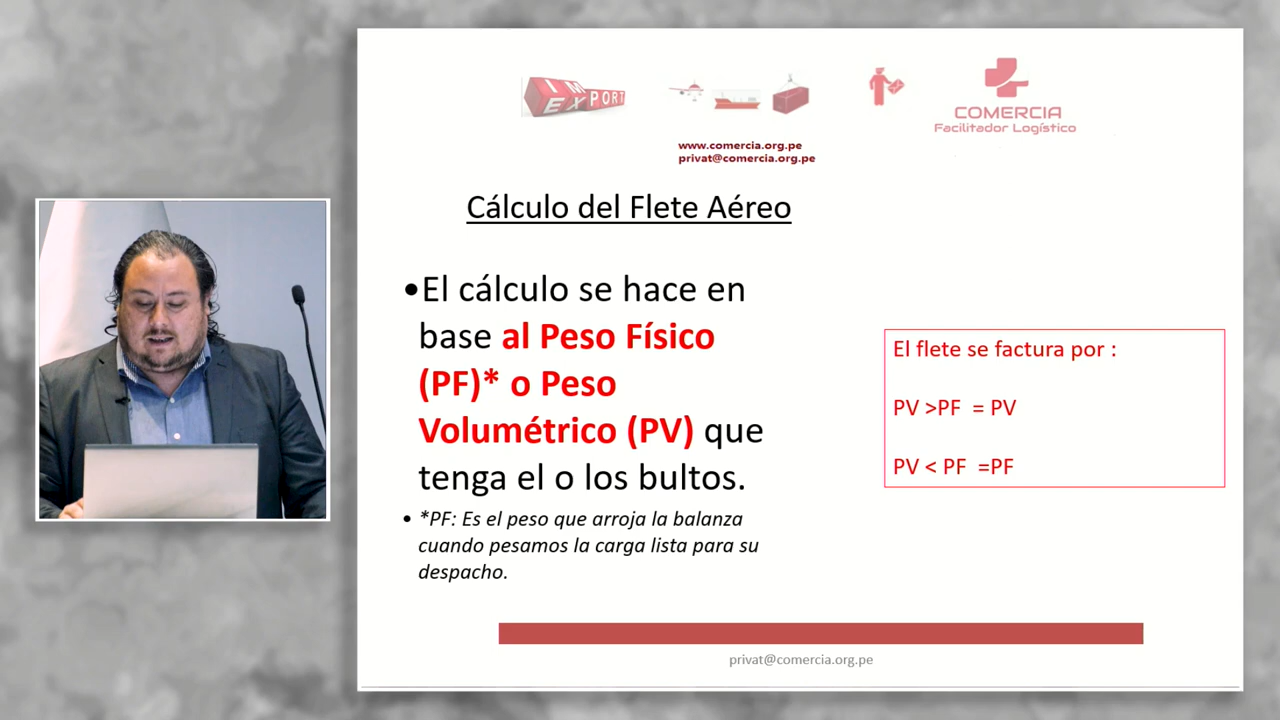 IN
EXPORT
COMERCIA
Facilitador Logístico
www.comercia.org.pe
privat@comercia.org.pe
Cálculo del Flete Aéreo
•El cálculo se hace en
base al Peso Físico
(PF)* o Peso
Volumétrico (PV) que
tenga el o los bultos.
• *PF: Es el peso que arroja la balanza
cuando pesamos la carga lista para su
despacho.
El flete se factura por :
PV >PF = PV
PV < PF =PF
privat@comercia.org.pe